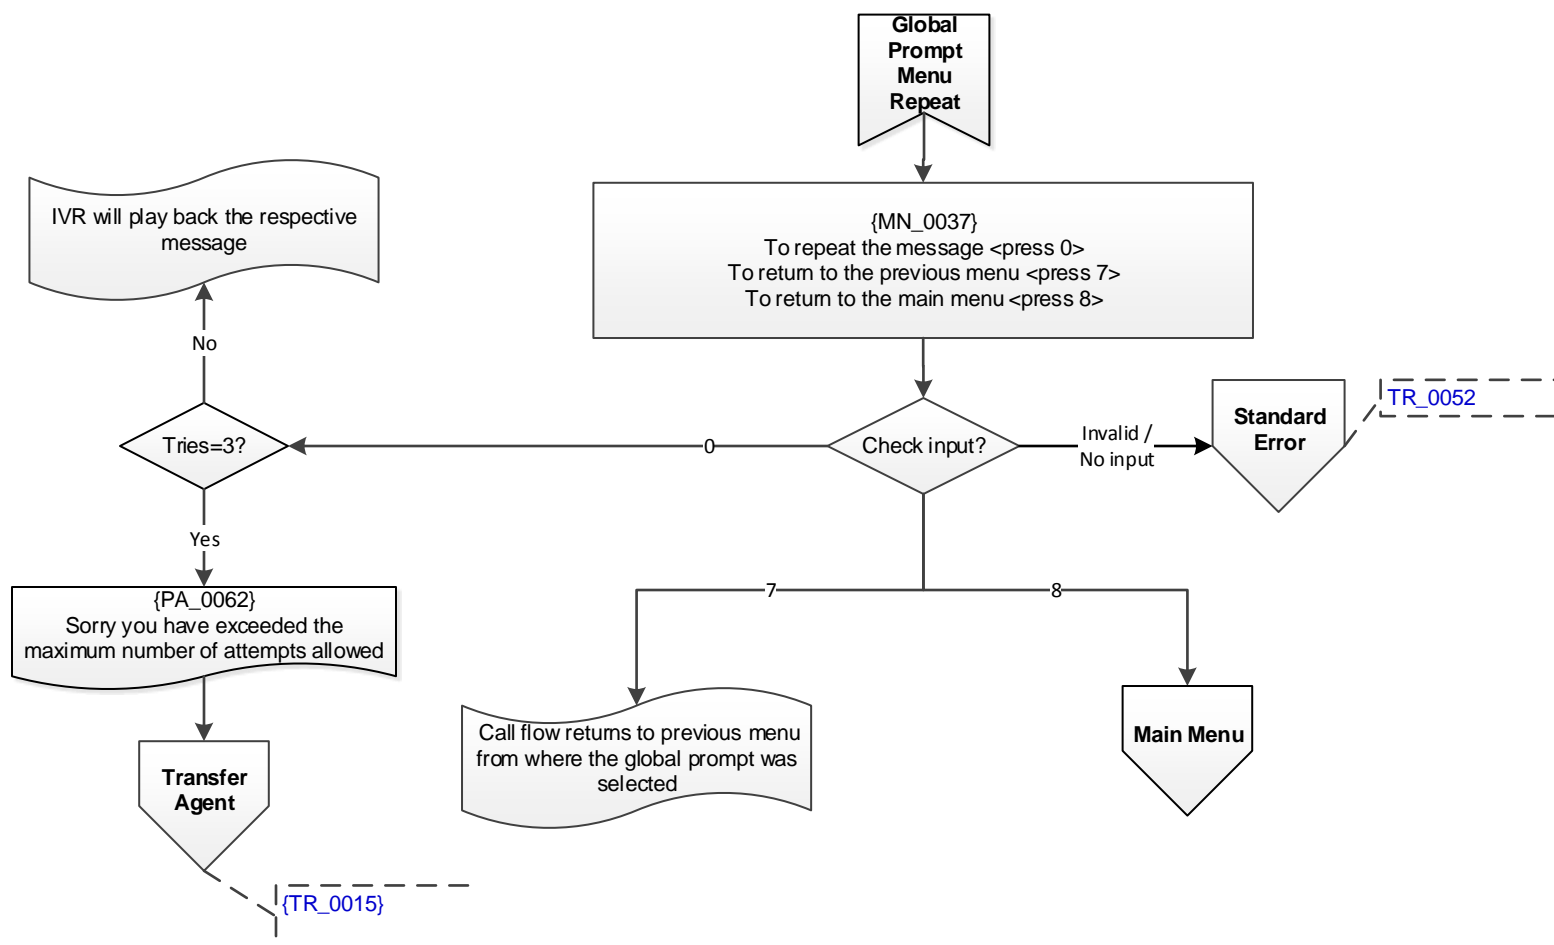 Global
Prompt
Menu
Repeat
{MN_0037}
To repeat the message <press 0>
To return to the previous menu <press 7>
To return to the main menu <press 8>
IVR will play back the respective
message
No
Tries=3?
0
Check input?
Invalid /
No input
Standard
Error
TR_0052
Yes
{PA_0062}
Sorry you have exceeded the
maximum number of attempts allowed
7
8
Call flow returns to previous menu
from where the global prompt was
selected
Main Menu
Transfer
Agent
{TR_0015}